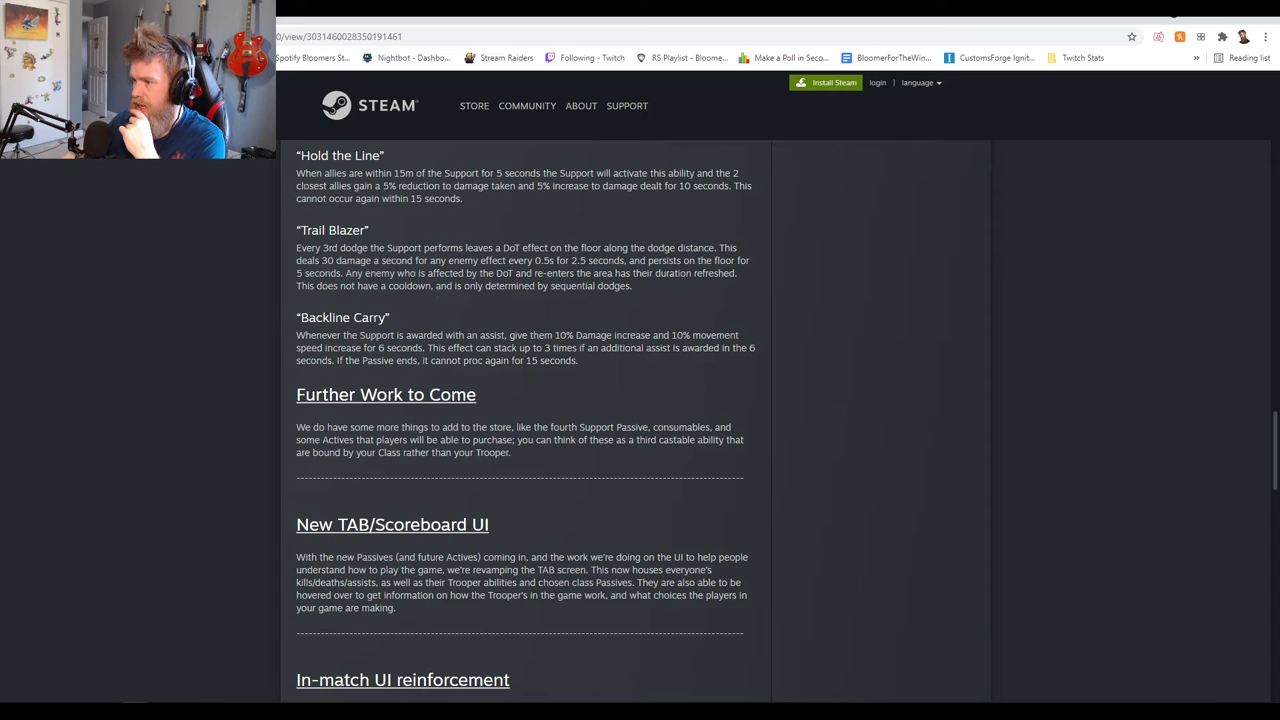 0/view/3031460028350191461
Spotify Bloomers St...
Nightbot - Dashbo...
Stream Raiders
Following - Twitch
RS Playlist - Bloome...
Make a Poll in Seco...
BloomerForTheWin...
CustomsForge Ignit...
Twitch Stats
»
Reading list
Install Steam
login
language
STEAM®
STORE
COMMUNITY
ABOUT
SUPPORT
“Hold the Line”
When allies are within 15m of the Support for 5 seconds the Support will activate this ability and the 2
closest allies gain a 5% reduction to damage taken and 5% increase to damage dealt for 10 seconds. This
cannot occur again within 15 seconds.
“Trail Blazer”
Every 3rd dodge the Support performs leaves a DoT effect on the floor along the dodge distance. This
deals 30 damage a second for any enemy effect every 0.5s for 2.5 seconds, and persists on the floor for
5 seconds. Any enemy who is affected by the DoT and re-enters the area has their duration refreshed.
This does not have a cooldown, and is only determined by sequential dodges.
“Backline Carry”
Whenever the Support is awarded with an assist, give them 10% Damage increase and 10% movement
speed increase for 6 seconds. This effect can stack up to 3 times if an additional assist is awarded in the 6
seconds. If the Passive ends, it cannot proc again for 15 seconds.
Further Work to Come
We do have some more things to add to the store, like the fourth Support Passive, consumables, and
some Actives that players will be able to purchase; you can think of these as a third castable ability that
are bound by your Class rather than your Trooper.
New TAB/Scoreboard UI
With the new Passives (and future Actives) coming in, and the work we're doing on the UI to help people
understand how to play the game, we're revamping the TAB screen. This now houses everyone's
kills/deaths/assists, as well as their Trooper abilities and chosen class Passives. They are also able to be
hovered over to get information on how the Trooper's in the game work, and what choices the players in
your game are making.
In-match UI reinforcement